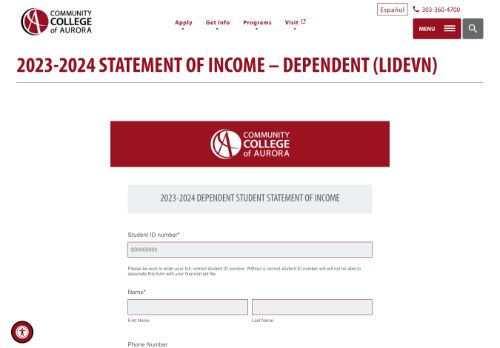 COMMUNITY
COLLEGE
of AURORA
Español
303-360-4700
Apply
Get Info
Programs
Visit
MENU
2023-2024 STATEMENT OF INCOME – DEPENDENT (LIDEVN)
COMMUNITY
COLLEGE
OF AURORA
2023-2024 DEPENDENT STUDENT STATEMENT OF INCOME
Student ID number*
S00000000
Please be sure to enter your full, correct student ID number. Without a correct student ID number will will not be able to
associate this form with your financial aid file.
Name*
First Name
Last Name
Phone Number